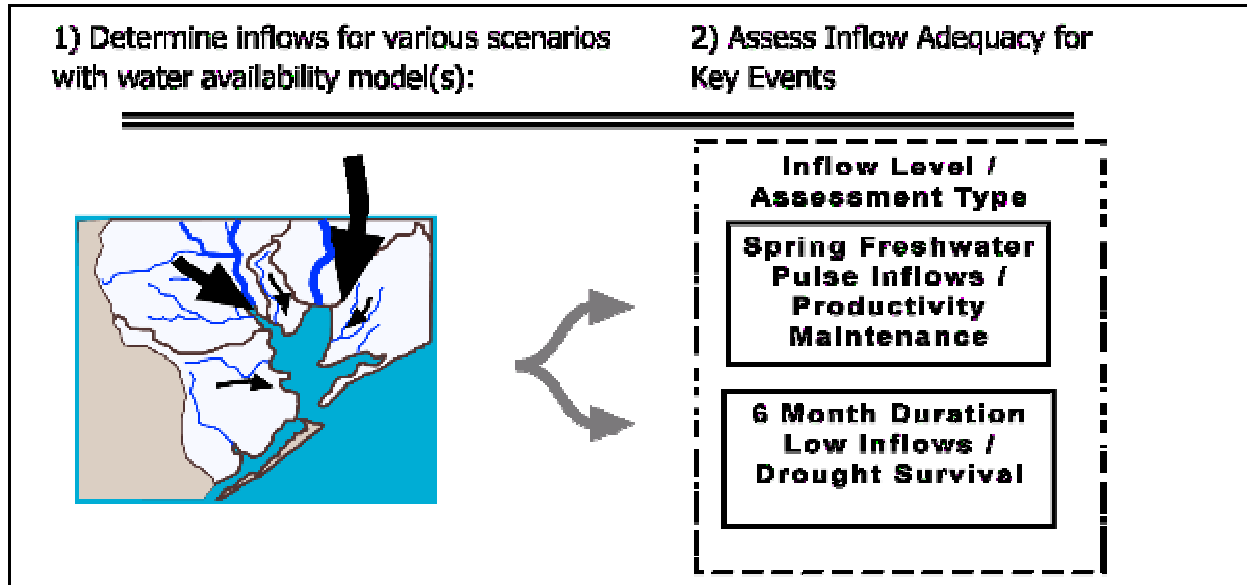 1) Determine inflows for various scenarios
with water availability model(s):
2) Assess Inflow Adequacy for
Key Events
Inflow Level /
Assessment Type
Spring Freshwater
Pulse Inflows /
Productivity
Maintenance
6 Month Duration
Low Inflows /
Drought Survival